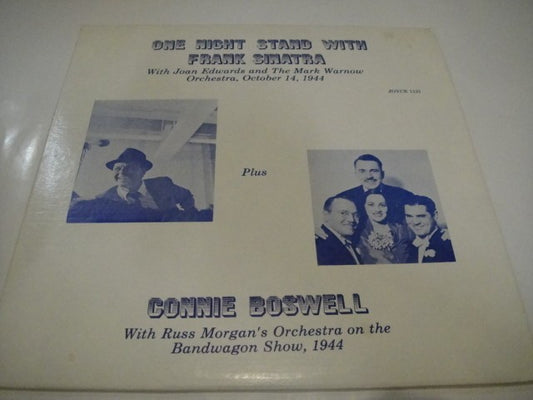 ONE NIGHT STAND WITH
FRANK SINATRA
With Joan Edwards and The Mark Warnow
Orchestra, October 14, 1944
JOYCE
Plus
CONNIE BOSWELL
With Russ Morgan's Orchestra on the
Bandwagon Show, 1944